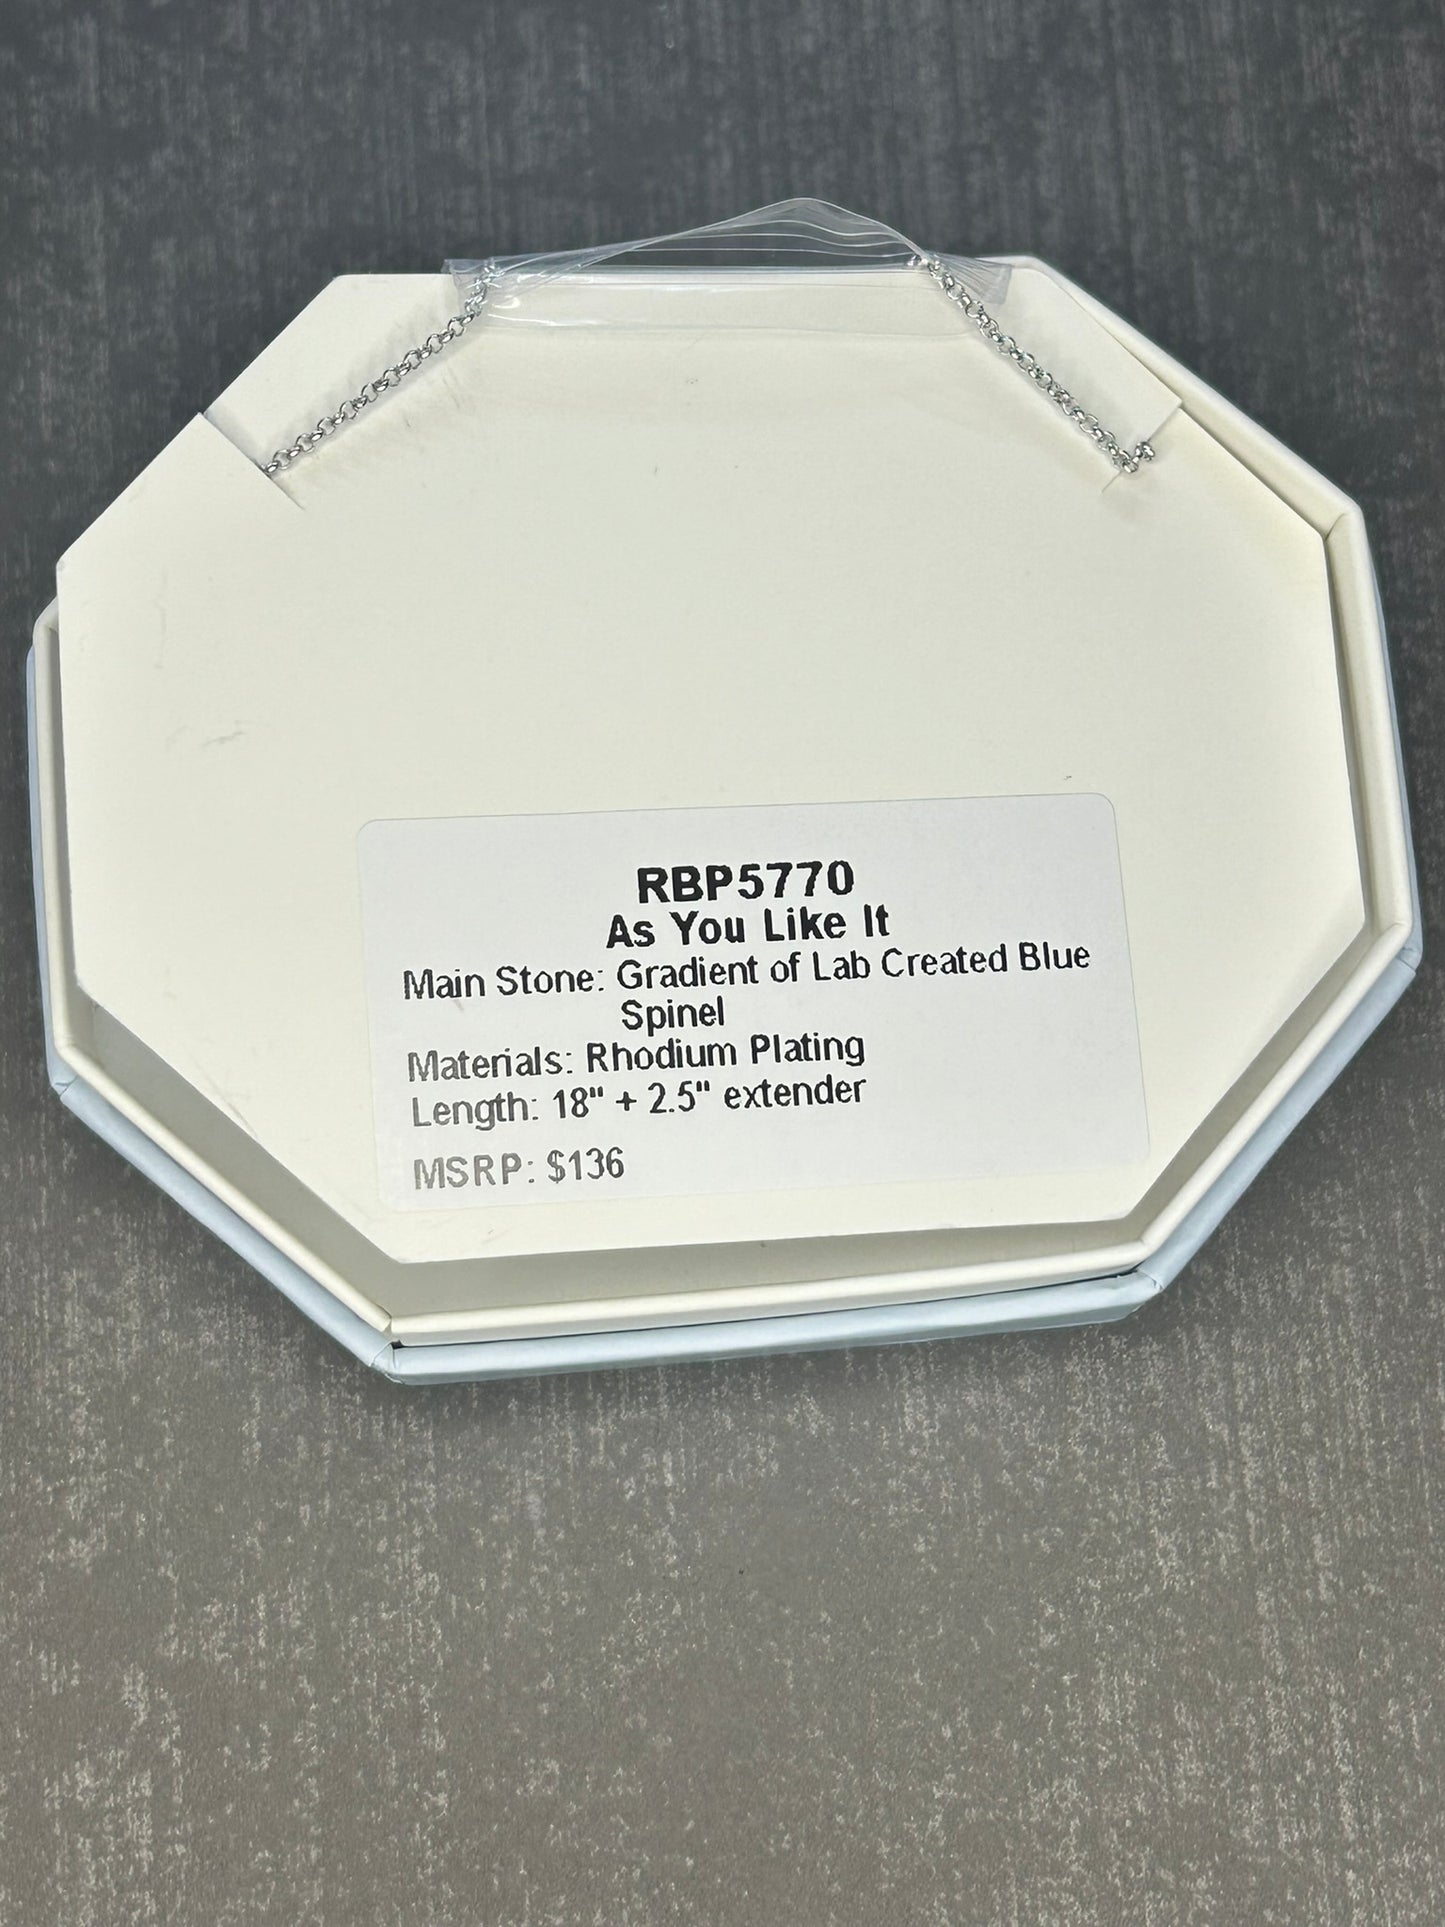 RBP5770
As You Like It
Main Stone: Gradient of Lab Created Blue
Spinel
Materials: Rhodium Plating
Length: 18" + 2.5" extender
MSRP: $136